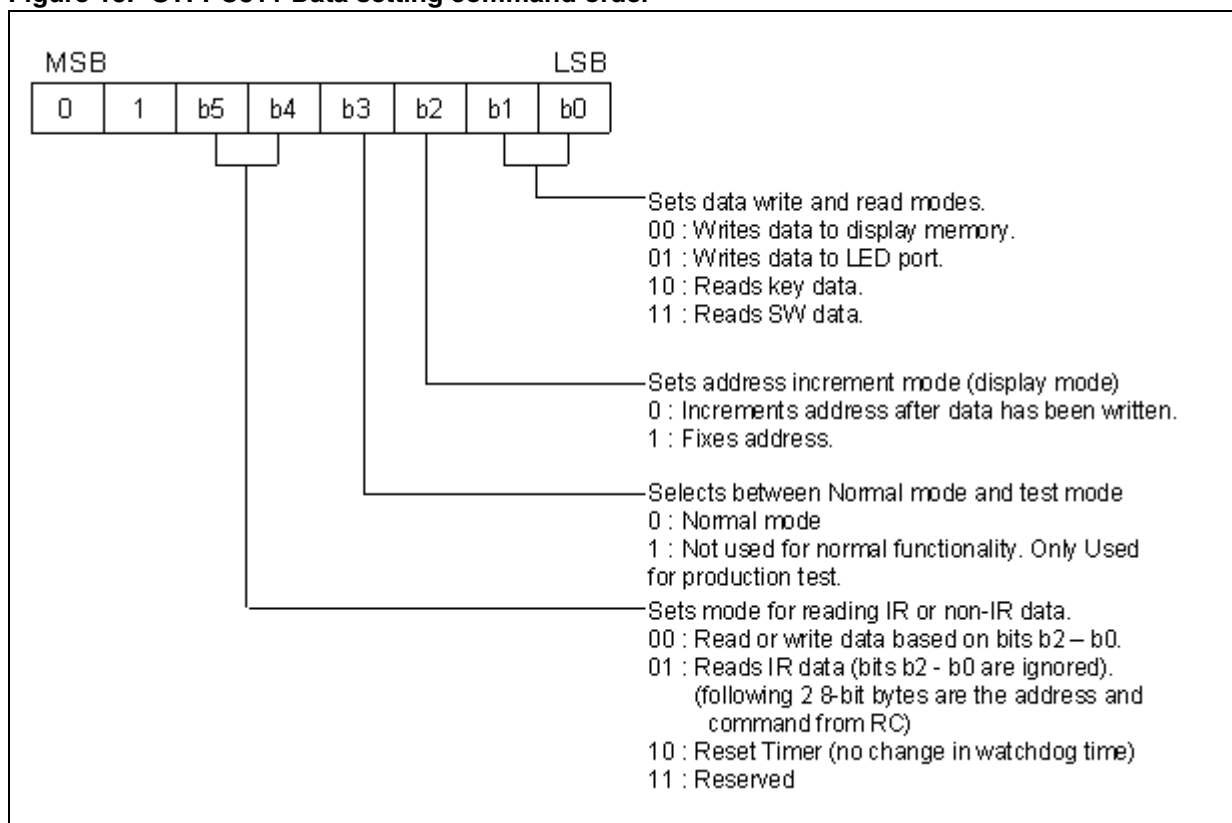 MSB LSB
0 1 b5 b4 b3 b2 b1 b0
Sets data write and read modes.
00 : Writes data to display memory.
01 : Writes data to LED port.
10 : Reads key data.
11 : Reads SW data.
Sets address increment mode (display mode)
0 : Increments address after data has been written.
1 : Fixes address.
Selects between Normal mode and test mode
0 : Normal mode
1 : Not used for normal functionality. Only Used
for production test.
Sets mode for reading IR or non-IR data.
00 : Read or write data based on bits b2 – b0.
01 : Reads IR data (bits b2 - b0 are ignored).
(following 2 8-bit bytes are the address and
command from RC)
10 : Reset Timer (no change in watchdog time)
11 : Reserved